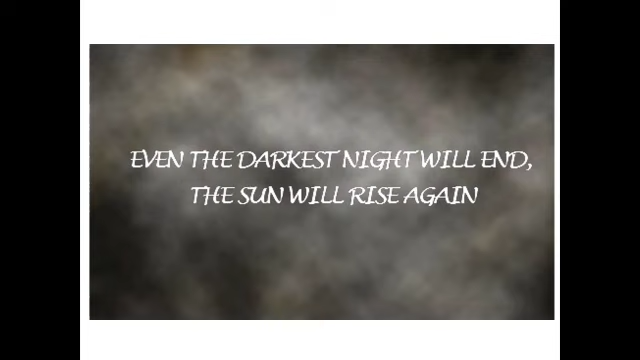 EVEN THE DARKEST NIGHT WILL END,
THE SUN WILL RISE AGAIN